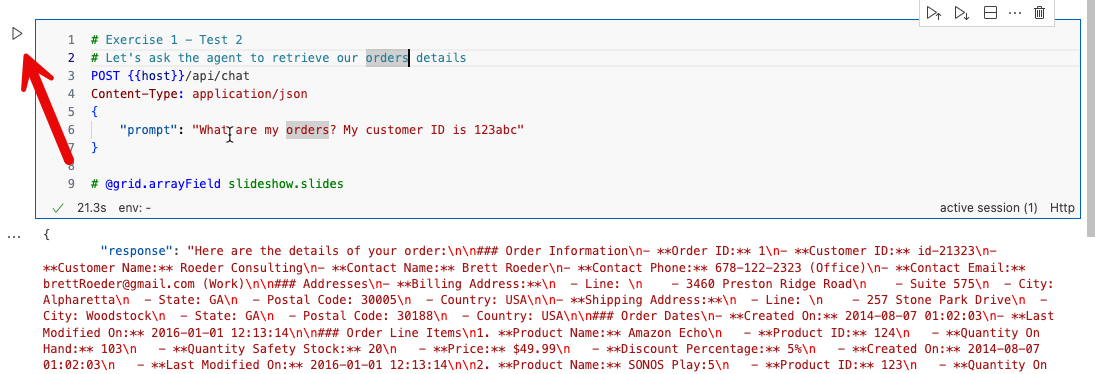 1 # Exercise 1 - Test 2
2 # Let's ask the agent to retrieve our orders details
3 POST {{host}}/api/chat
4 Content-Type: application/json
5 {
6 "prompt": "What are my orders? My customer ID is 123abc"
7 }
8
9 # @grid.arrayField slideshow.slides
21.3s env: - active session (1) Http
... {
"response": "Here are the details of your order:\n\n### Order Information\n- **Order ID:** 1\n- **Customer ID:** id-21323\n-
**Customer Name:** Roeder Consulting\n- **Contact Name:** Brett Roeder\n- **Contact Phone:** 678-122-2323 (Office)\n- **Contact Email:**
brettRoeder@gmail.com (Work)\n\n### Addresses\n- **Billing Address:**\n - Line: \n - 3460 Preston Ridge Road\n - Suite 575\n - City:
Alpharetta\n - State: GA\n - Postal Code: 30005\n - Country: USA\n\n- **Shipping Address:**\n - Line: \n - 257 Stone Park Drive\n -
City: Woodstock\n - State: GA\n - Postal Code: 30188\n - Country: USA\n\n### Order Dates\n- **Created On:** 2014-08-07 01:02:03\n- **Last
Modified On:** 2016-01-01 12:13:14\n\n### Order Line Items\n1. **Product Name:** Amazon Echo\n - **Product ID:** 124\n - **Quantity On
Hand:** 103\n - **Quantity Safety Stock:** 20\n - **Price:** $49.99\n - **Discount Percentage:** 5%\n - **Created On:** 2014-08-07
01:02:03\n - **Last Modified On:** 2016-01-01 12:13:14\n\n2. **Product Name:** SONOS Play:5\n - **Product ID:** 123\n - **Quantity On